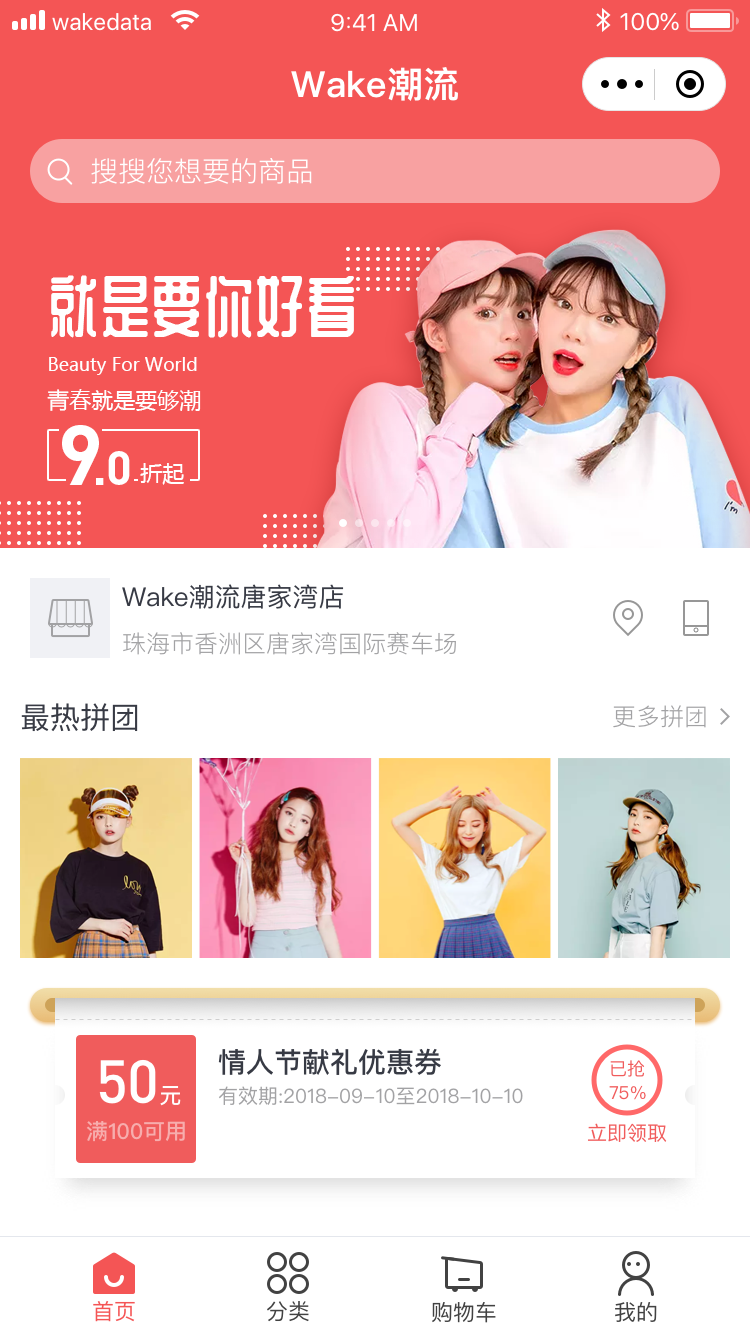 wakedata 9:41 AM 100%
Wake潮流
搜搜您想要的商品
就是要你好看
Beauty For World
青春就是要够潮
9.0折起
I'm
Wake潮流唐家湾店
珠海市香洲区唐家湾国际赛车场
最热拼团 更多拼团
50元
满100可用
情人节献礼优惠券
有效期:2018-09-10至2018-10-10
已抢
75%
立即领取
首页 分类 购物车 我的